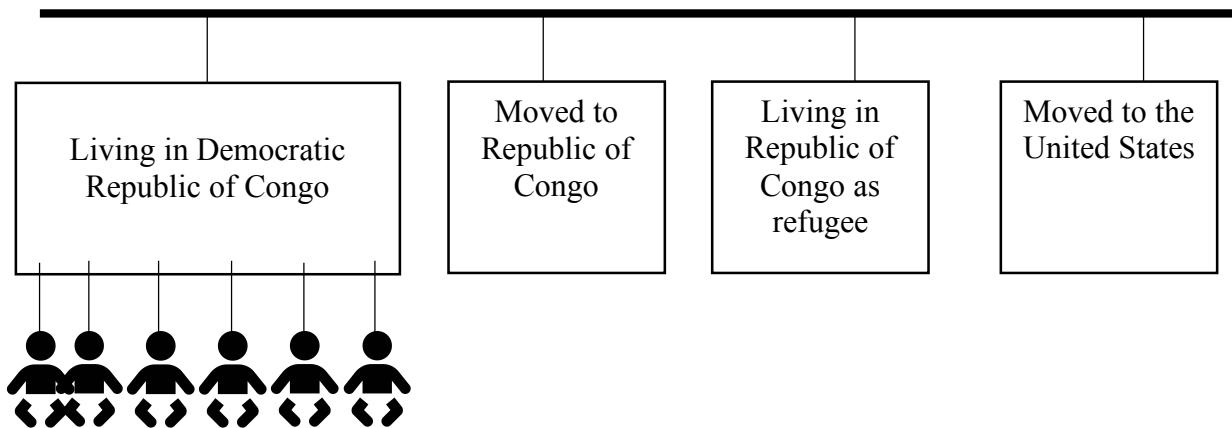 Living in Democratic
Republic of Congo
Moved to
Republic of
Congo
Living in
Republic of
Congo as
refugee
Moved to the
United States